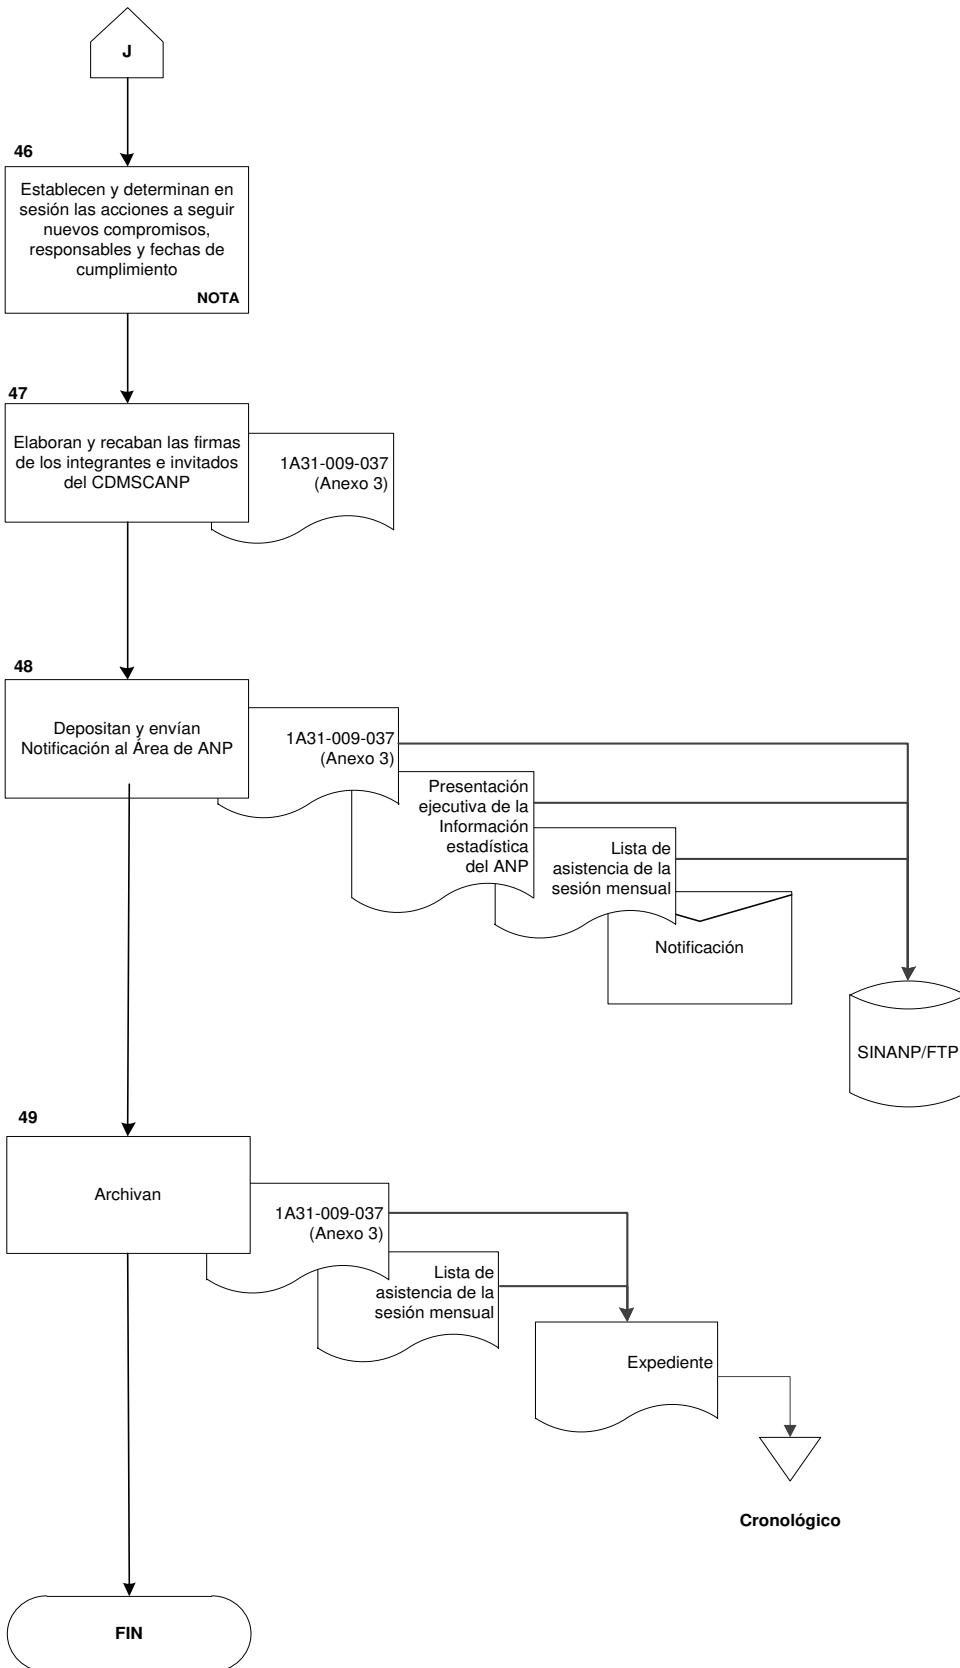 J
46
Establecen y determinan en
sesión las acciones a seguir
nuevos compromisos,
responsables y fechas de
cumplimiento
NOTA
47
Elaboran y recaban las firmas
de los integrantes e invitados
del CDMSCANP
1A31-009-037
(Anexo 3)
48
Depositan y envían
Notificación al Área de ANP
1A31-009-037
(Anexo 3)
Presentación
ejecutiva de la
Información
estadística
del ANP
Lista de
asistencia de la
sesión mensual
Notificación
SINANP/FTP
49
Archivan
1A31-009-037
(Anexo 3)
Lista de
asistencia de la
sesión mensual
Expediente
Cronológico
FIN